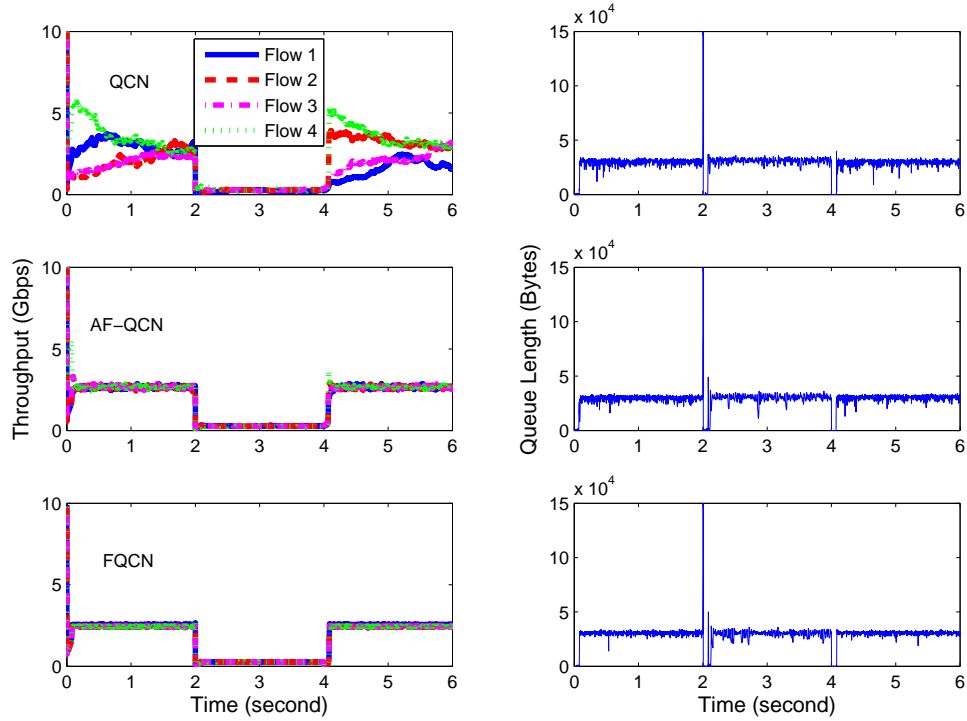 x 10^4
10
5
0
0 1 2 3 4 5 6
QCN
Flow 1
Flow 2
Flow 3
Flow 4
15
10
5
0
0 1 2 3 4 5 6
Throughput (Gbps)
10
5
0
0 1 2 3 4 5 6
AF−QCN
Queue Length (Bytes)
x 10^4
15
10
5
0
0 1 2 3 4 5 6
10
5
0
0 1 2 3 4 5 6
FQCN
Time (second)
x 10^4
15
10
5
0
0 1 2 3 4 5 6
Time (second)